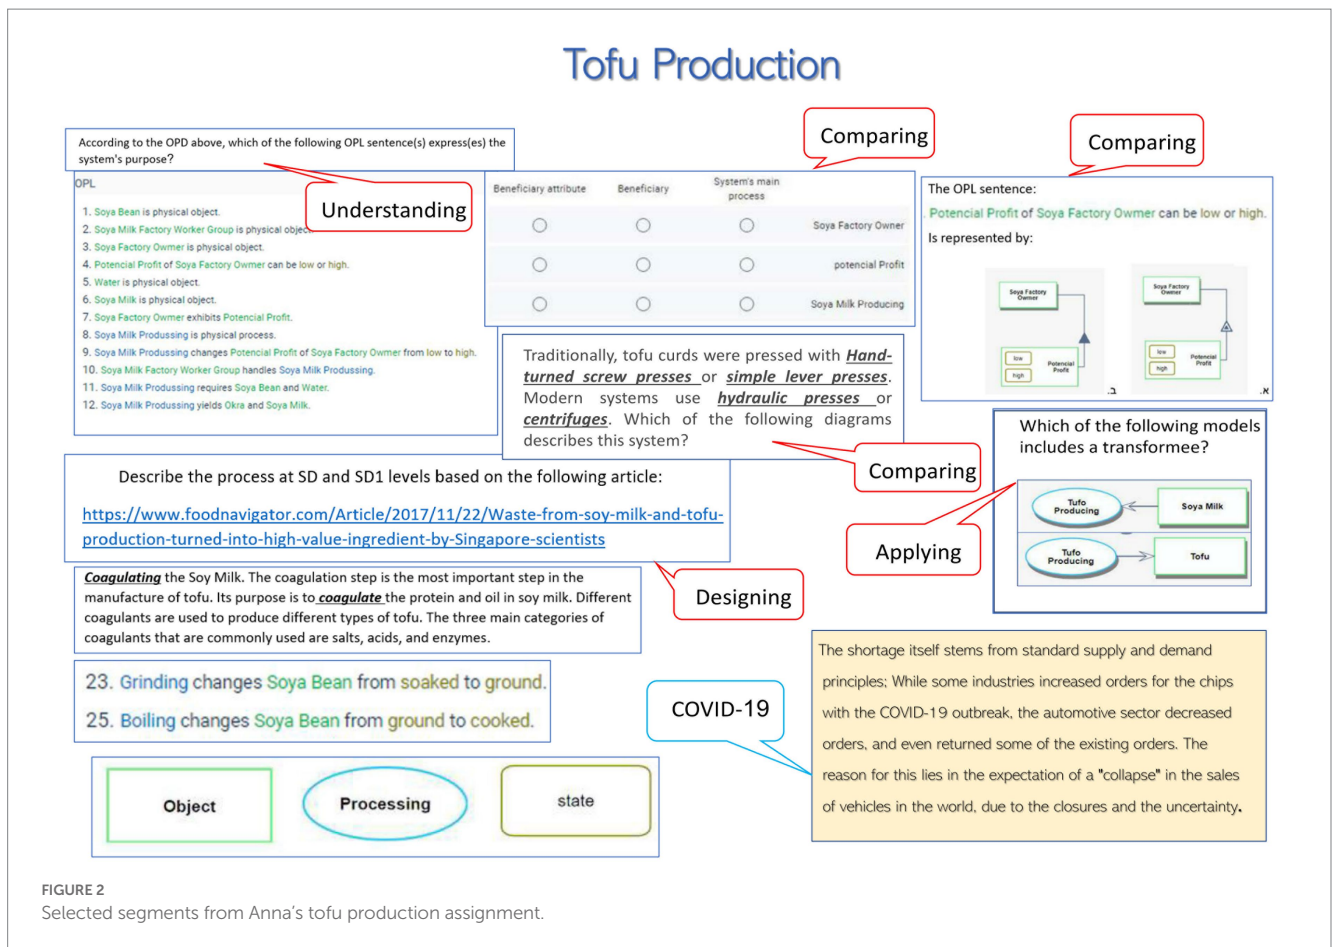 Tofu Production
According to the OPD above, which of the following OPL sentence(s) express(es) the
system's purpose?
Understanding
OPL
1. Soya Bean is physical object.
2. Soya Milk Factory Worker Group is physical object.
3. Soya Factory Owmer is physical object.
4. Potencial Profit of Soya Factory Owmer can be low or high.
5. Water is physical object.
6. Soya Milk is physical object.
7. Soya Factory Owmer exhibits Potencial Profit.
8. Soya Milk Produssing is physical process.
9. Soya Milk Produssing changes Potencial Profit of Soya Factory Owmer from low to high.
10. Soya Milk Factory Worker Group handles Soya Milk Produssing.
11. Soya Milk Produssing requires Soya Bean and Water.
12. Soya Milk Produssing yields Okra and Soya Milk.
Comparing
Beneficiary attribute
Beneficiary
System's main
process
Soya Factory Owner
potencial Profit
Soya Milk Producing
Comparing
The OPL sentence:
. Potencial Profit of Soya Factory Owmer can be low or high.
Is represented by:
Soya Factory
Owmer
low
high
Potencial
Profit
ב.
Soya Factory
Owmer
low
high
Potencial
Profit
א.
Traditionally, tofu curds were pressed with Hand-
turned screw presses or simple lever presses.
Modern systems use hydraulic presses or
centrifuges. Which of the following diagrams
describes this system?
Comparing
Which of the following models
includes a transformee?
Tufo
Producing
Soya Milk
Tufo
Producing
Tofu
Applying
Describe the process at SD and SD1 levels based on the following article:
https://www.foodnavigator.com/Article/2017/11/22/Waste-from-soy-milk-and-tofu-
production-turned-into-high-value-ingredient-by-Singapore-scientists
Designing
Coagulating the Soy Milk. The coagulation step is the most important step in the
manufacture of tofu. Its purpose is to coagulate the protein and oil in soy milk. Different
coagulants are used to produce different types of tofu. The three main categories of
coagulants that are commonly used are salts, acids, and enzymes.
23. Grinding changes Soya Bean from soaked to ground.
25. Boiling changes Soya Bean from ground to cooked.
Object
Processing
state
COVID-19
The shortage itself stems from standard supply and demand
principles; While some industries increased orders for the chips
with the COVID-19 outbreak, the automotive sector decreased
orders, and even returned some of the existing orders. The
reason for this lies in the expectation of a "collapse" in the sales
of vehicles in the world, due to the closures and the uncertainty.
FIGURE 2
Selected segments from Anna's tofu production assignment.